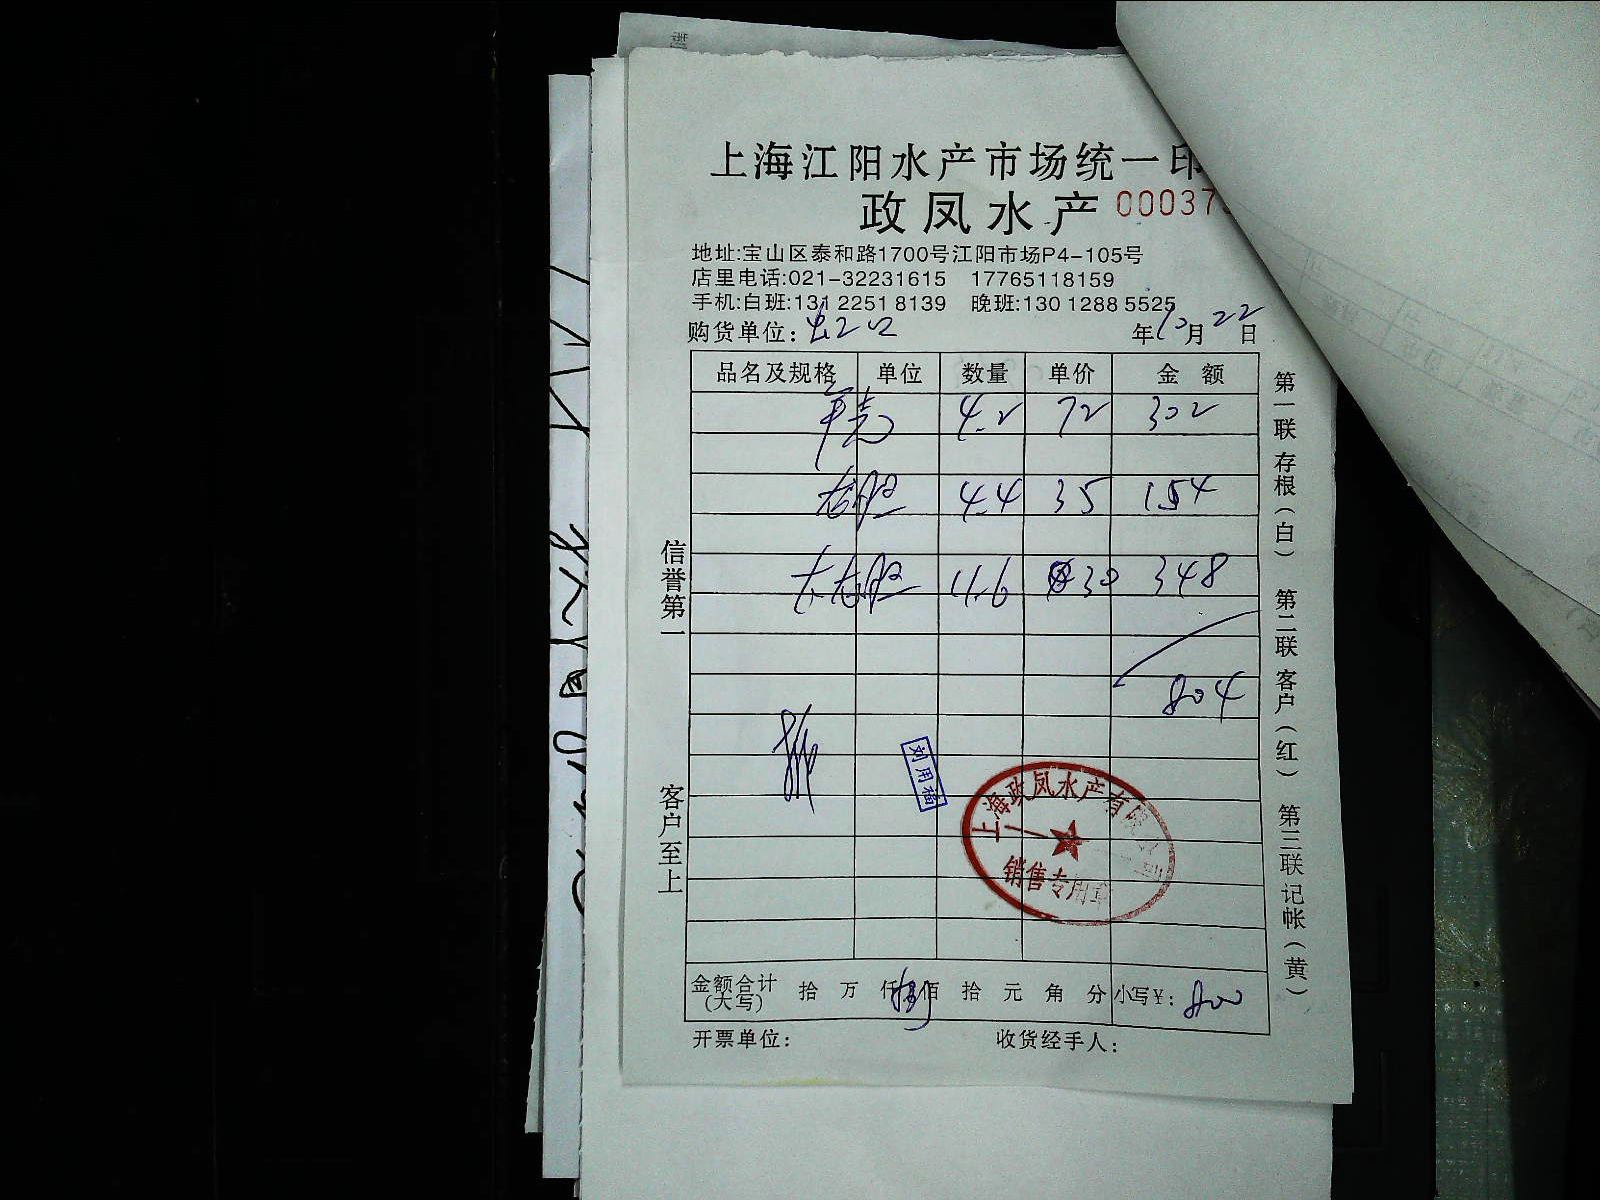 上海江阳水产市场统一印
政凤水产 000373
地址:宝山区泰和路1700号江阳市场P4-105号
店里电话:021-32231615 17765118159
手机:白班:131 2251 8139 晚班:130 1288 5525
购货单位: 年10月22日
品名及规格 单位 数量 单价 金额
4.2 72 302
4.4 35 154
11.6 30 348
804
信誉第一
客户至上
刘用福
上海政凤水产有限公司
销售专用章
金额合计(大写) 拾 万 仟 捌 佰 拾 元 角 分 小写¥: 800
开票单位: 收货经手人:
第一联 存根(白) 第二联 客户(红) 第三联 记帐(黄)